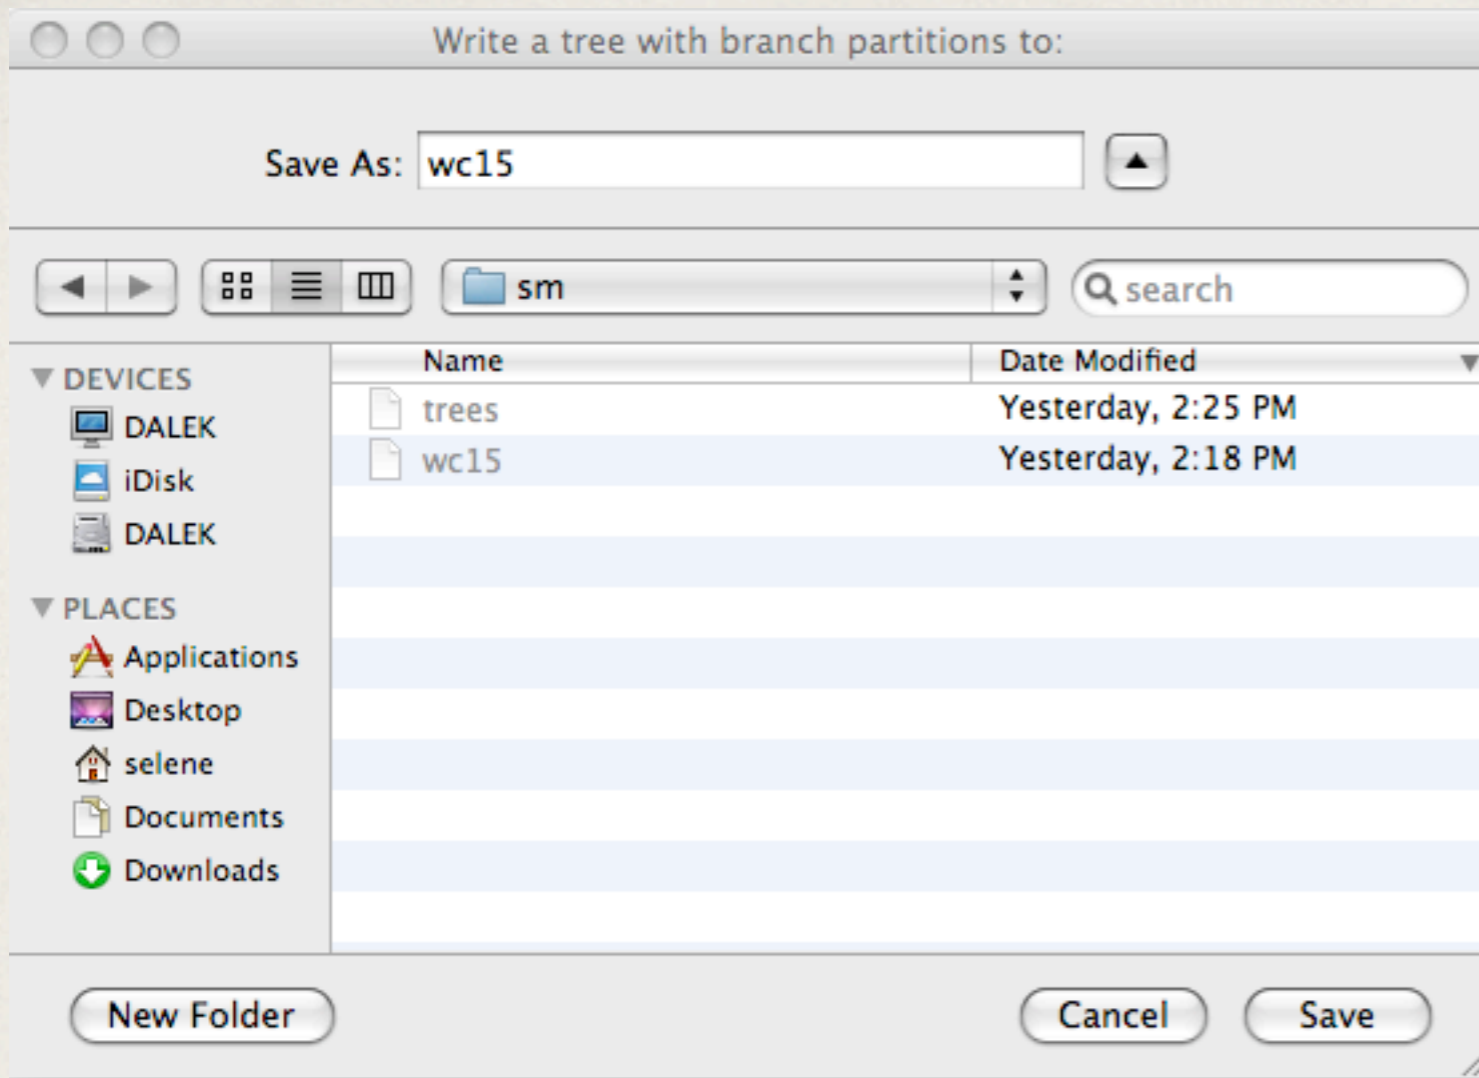 Write a tree with branch partitions to:
Save As: wc15
sm
search
Name Date Modified
DEVICES
DALEK
iDisk
DALEK
PLACES
Applications
Desktop
selene
Documents
Downloads
trees Yesterday, 2:25 PM
wc15 Yesterday, 2:18 PM
New Folder Cancel Save